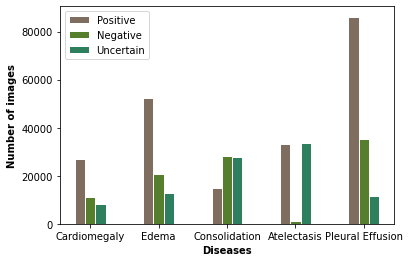 Positive
Negative
Uncertain
80000
60000
40000
20000
0
Number of images
Cardiomegaly Edema Consolidation Atelectasis Pleural Effusion
Diseases